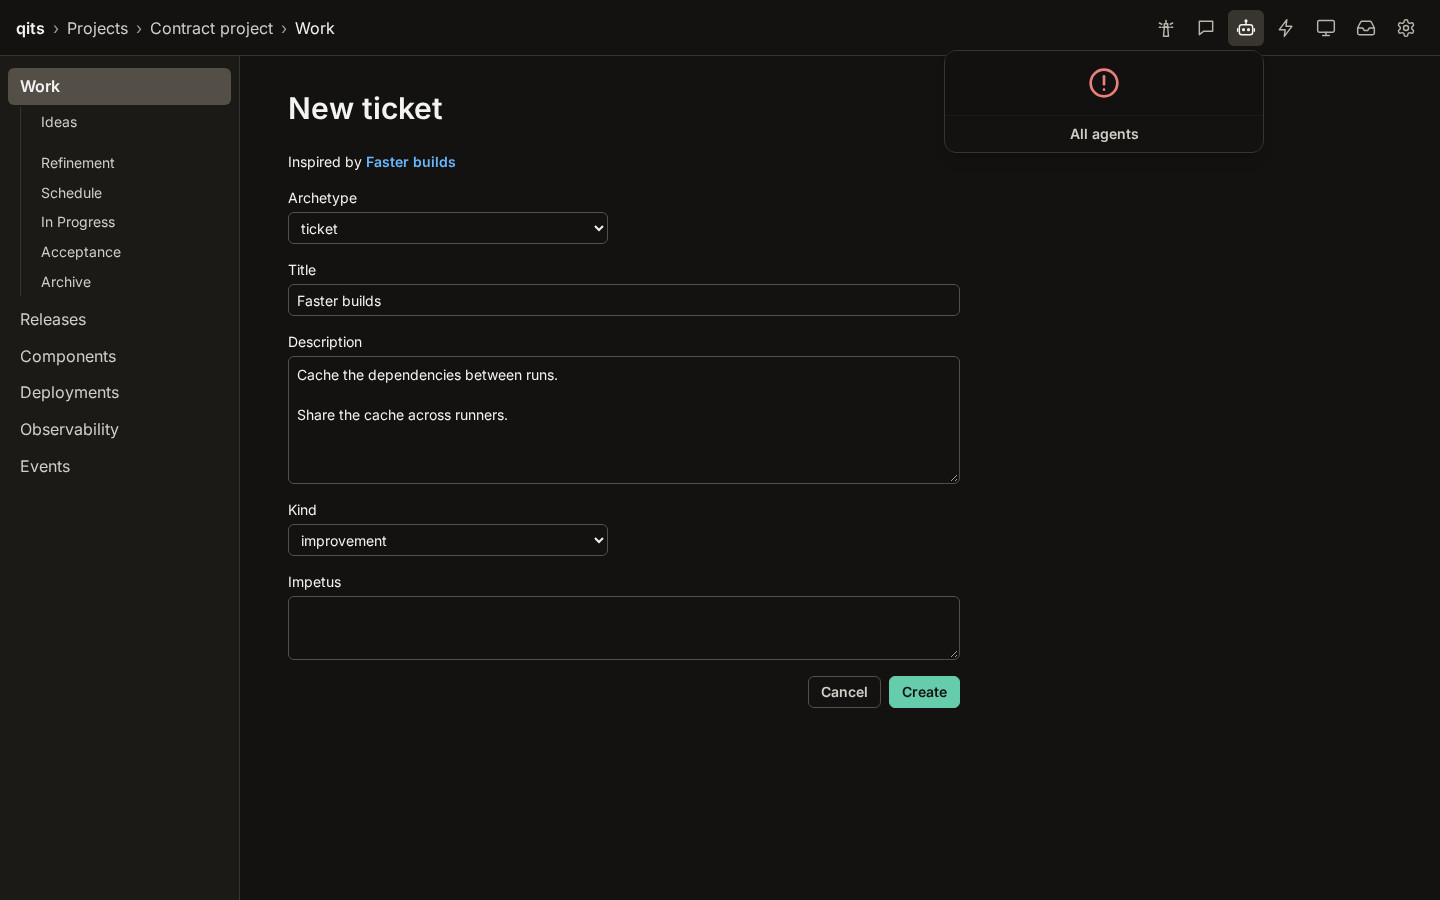 qits › Projects › Contract project › Work
All agents
Work
Ideas
Refinement
Schedule
In Progress
Acceptance
Archive
Releases
Components
Deployments
Observability
Events
New ticket
Inspired by Faster builds
Archetype
ticket
Title
Faster builds
Description
Cache the dependencies between runs.
Share the cache across runners.
Kind
improvement
Impetus
Cancel Create